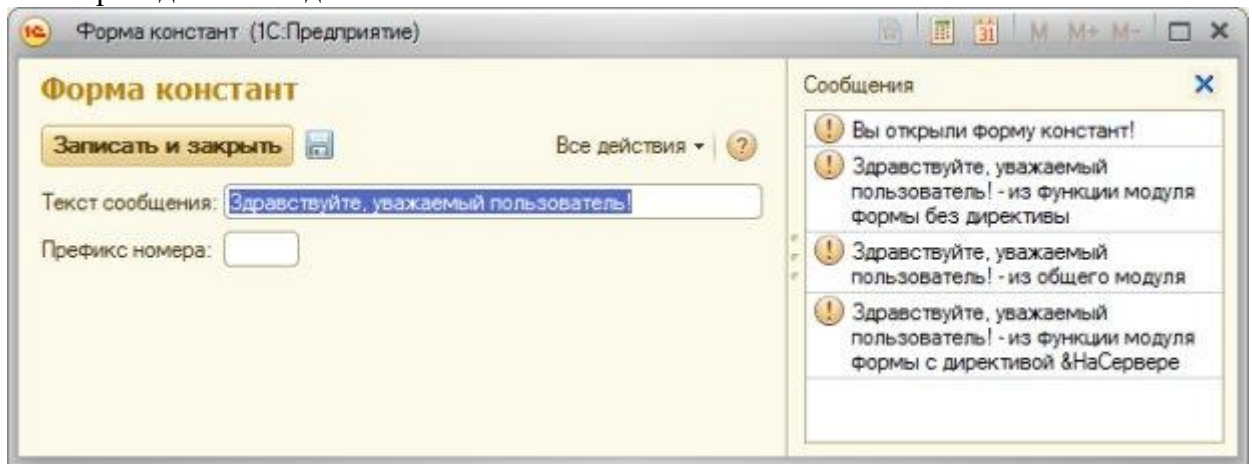 Форма констант (1С:Предприятие)
31 M M+ M-
Форма констант
Записать и закрыть
Все действия
?
Текст сообщения: Здравствуйте, уважаемый пользователь!
Префикс номера:
Сообщения
! Вы открыли форму констант!
! Здравствуйте, уважаемый
пользователь! - из функции модуля
формы без директивы
! Здравствуйте, уважаемый
пользователь! - из общего модуля
! Здравствуйте, уважаемый
пользователь! - из функции модуля
формы с директивой &НаСервере